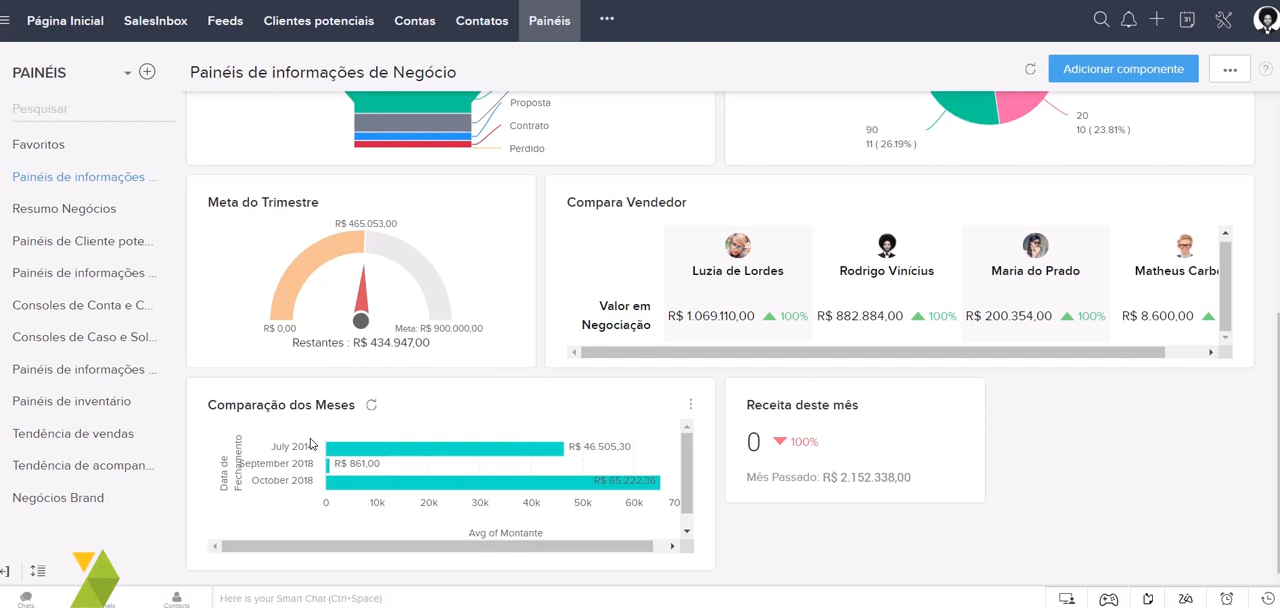 Página Inicial SalesInbox Feeds Clientes potenciais Contas Contatos Painéis
PAINÉIS
Pesquisar
Favoritos
Painéis de informações ...
Resumo Negócios
Painéis de Cliente pote...
Painéis de informações ...
Consoles de Conta e C...
Consoles de Caso e Sol...
Painéis de informações ...
Painéis de inventário
Tendência de vendas
Tendência de acompan...
Negócios Brand
Painéis de informações de Negócio
Adicionar componente
Proposta
Contrato
Perdido
90
11 ( 26.19% )
20
10 ( 23.81% )
Meta do Trimestre
R$ 465.053,00
R$ 0,00
Meta: R$ 900.000,00
Restantes : R$ 434.947,00
Compara Vendedor
Luzia de Lordes Rodrigo Vinícius Maria do Prado Matheus Carb
Valor em
Negociação
R$ 1.069.110,00 100% R$ 882.884,00 100% R$ 200.354,00 100% R$ 8.600,00
Comparação dos Meses
Data de
Fechamento
July R$ 46.505,30
September 2018 R$ 861,00
October 2018 R$ 65.222,36
0 10k 20k 30k 40k 50k 60k 70
Avg of Montante
Receita deste mês
0 100%
Mês Passado: R$ 2.152.338,00
Chats
Contacts
Here is your Smart Chat (Ctrl+Space)